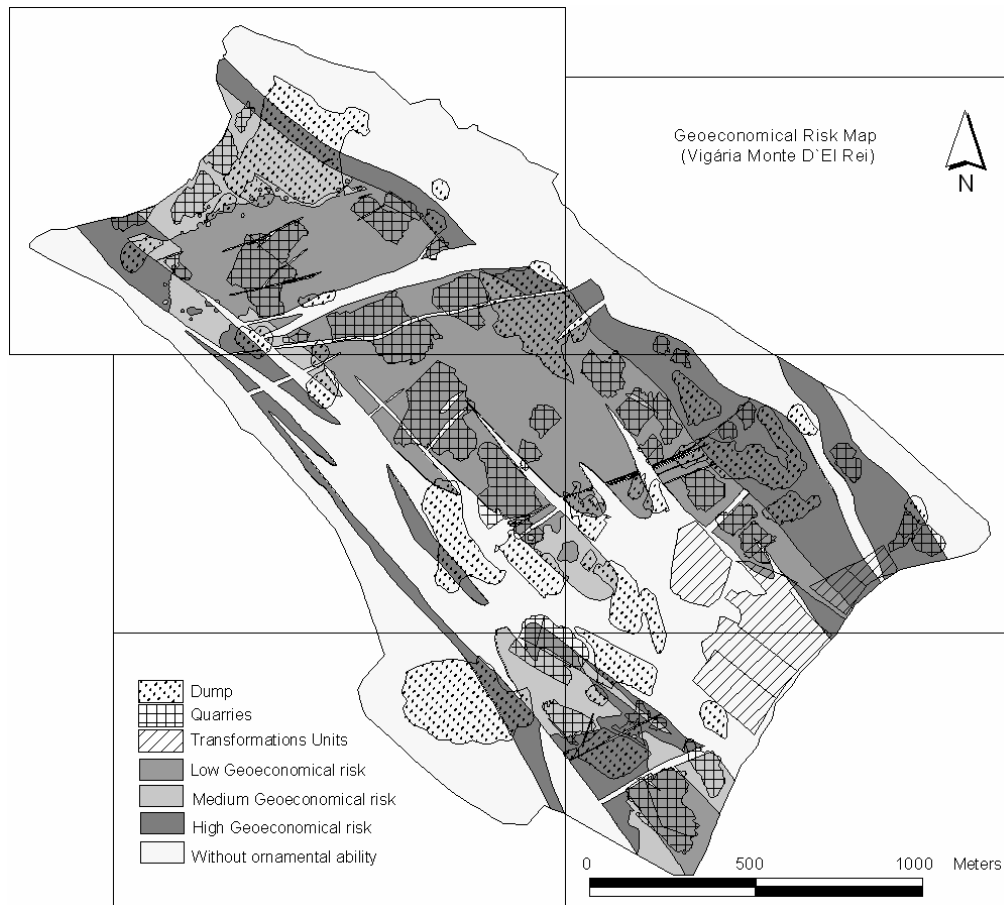 Geoeconomical Risk Map
(Vigária Monte D`El Rei)
N
Dump
Quarries
Transformations Units
Low Geoeconomical risk
Medium Geoeconomical risk
High Geoeconomical risk
Without ornamental ability
0 500 1000 Meters